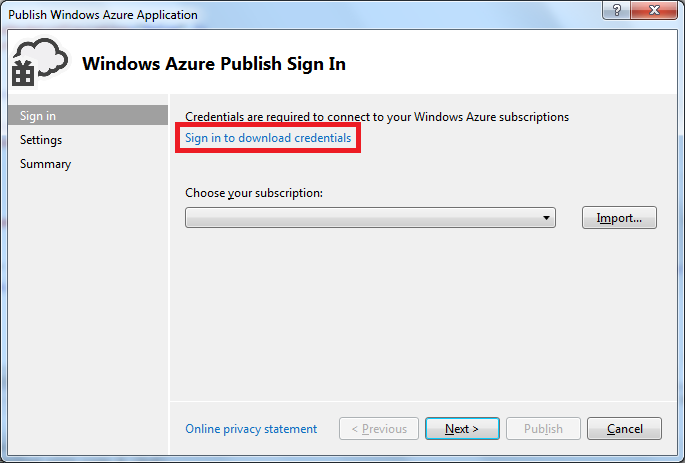 Publish Windows Azure Application
?
Windows Azure Publish Sign In
Sign in
Settings
Summary
Credentials are required to connect to your Windows Azure subscriptions
Sign in to download credentials
Choose your subscription:
Import...
Online privacy statement
< Previous
Next >
Publish
Cancel